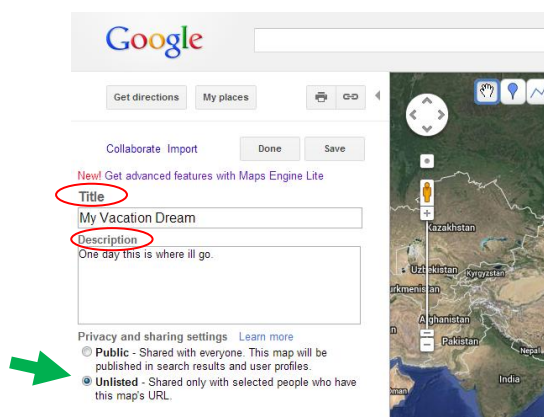 Google
Get directions My places
Collaborate Import Done Save
New! Get advanced features with Maps Engine Lite
Title
My Vacation Dream
Description
One day this is where ill go.
Privacy and sharing settings Learn more
Public - Shared with everyone. This map will be
published in search results and user profiles.
Unlisted - Shared only with selected people who have
this map's URL.
Kazakhstan
Uzbekistan
Kyrgyzstan
rkmenistan
Afghanistan
n
Pakistan
Nepal
Oman
India